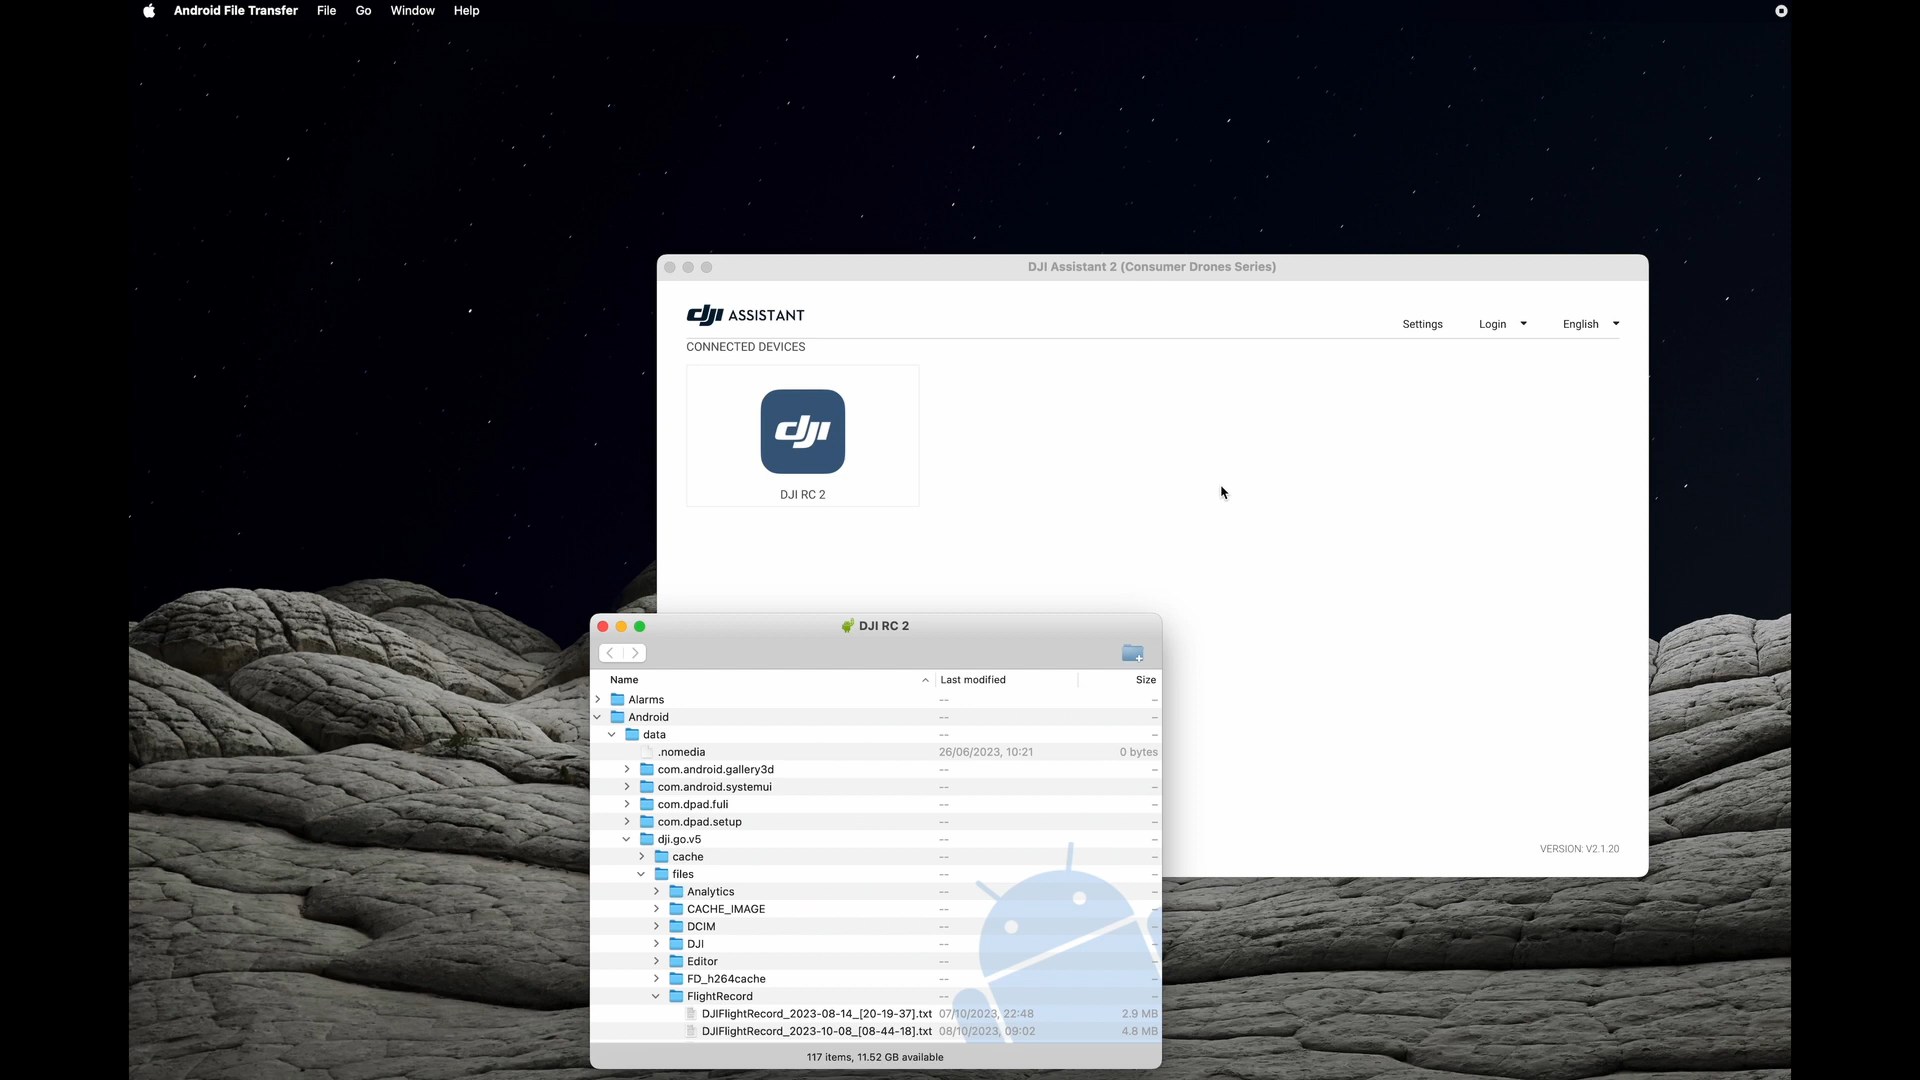 Android File Transfer File Go Window Help
DJI Assistant 2 (Consumer Drones Series)
dji ASSISTANT
Settings Login English
CONNECTED DEVICES
dji
DJI RC 2
VERSION: V2.1.20
DJI RC 2
Name Last modified Size
Alarms -- --
Android -- --
data -- --
.nomedia 26/06/2023, 10:21 0 bytes
com.android.gallery3d -- --
com.android.systemui -- --
com.dpad.fuli -- --
com.dpad.setup -- --
dji.go.v5 -- --
cache -- --
files -- --
Analytics -- --
CACHE_IMAGE -- --
DCIM -- --
DJI -- --
Editor -- --
FD_h264cache -- --
FlightRecord -- --
DJIFlightRecord_2023-08-14_[20-19-37].txt 07/10/2023, 22:48 2.9 MB
DJIFlightRecord_2023-10-08_[08-44-18].txt 08/10/2023, 09:02 4.8 MB
117 items, 11.52 GB available